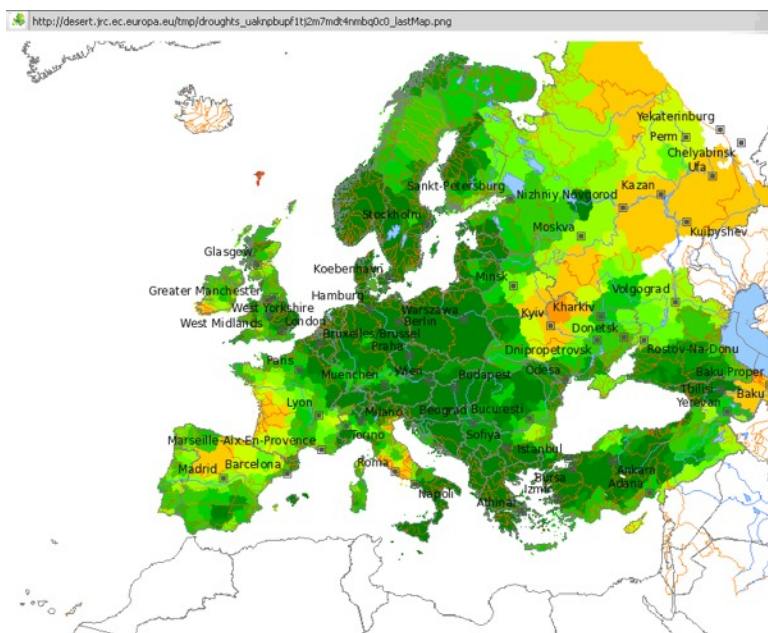 http://desert.jrc.ec.europa.eu/tmp/droughts_uaknpbupf1tj2m7mdt4nmbq0c0_lastMap.png
Yekaterinburg
Perm
Chelyabinsk
Ufa
Sankt-Petersburg
Nizhniy Novgorod
Kazan
Stockholm
Moskva
Kuibyshev
Glasgow
Koebenhavn
Minsk
Volgograd
Greater Manchester
Hamburg
West Yorkshire
Warszawa
Kyiv
Kharkiv
West Midlands
London
Berlin
Donetsk
Bruxelles/Brussel
Praha
Dnipropetrovsk
Rostov-Na-Donu
Paris
Muenchen
Wien
Budapest
Odesa
Baku Proper
Tbilisi
Baku
Lyon
Milano
Beograd
Bucuresti
Yerevan
Marseille-Aix-En-Provence
Torino
Sofiya
Istanbul
Madrid
Barcelona
Roma
Bursa
Ankara
Napoli
Athinai
Izmir
Adana